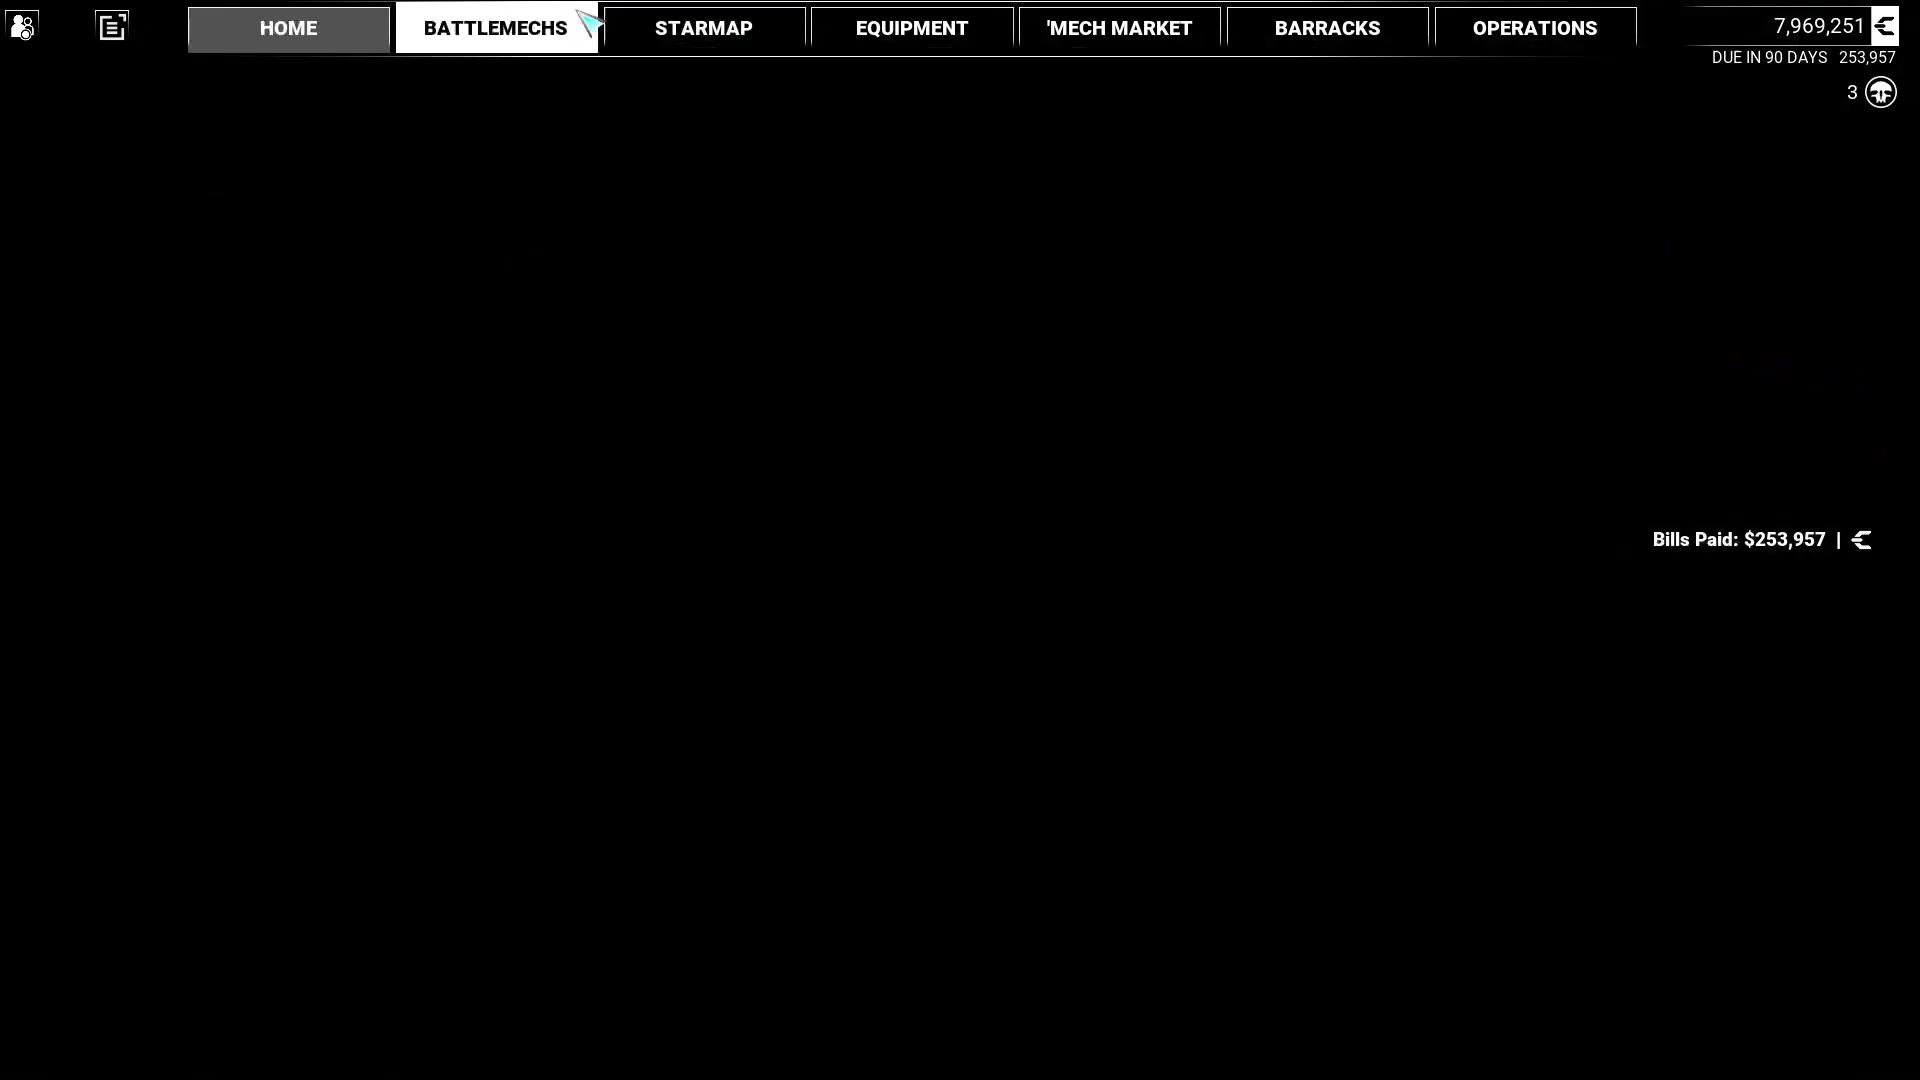 HOME BATTLEMECHS STARMAP EQUIPMENT 'MECH MARKET BARRACKS OPERATIONS 7,969,251
DUE IN 90 DAYS 253,957
3
Bills Paid: $253,957 |